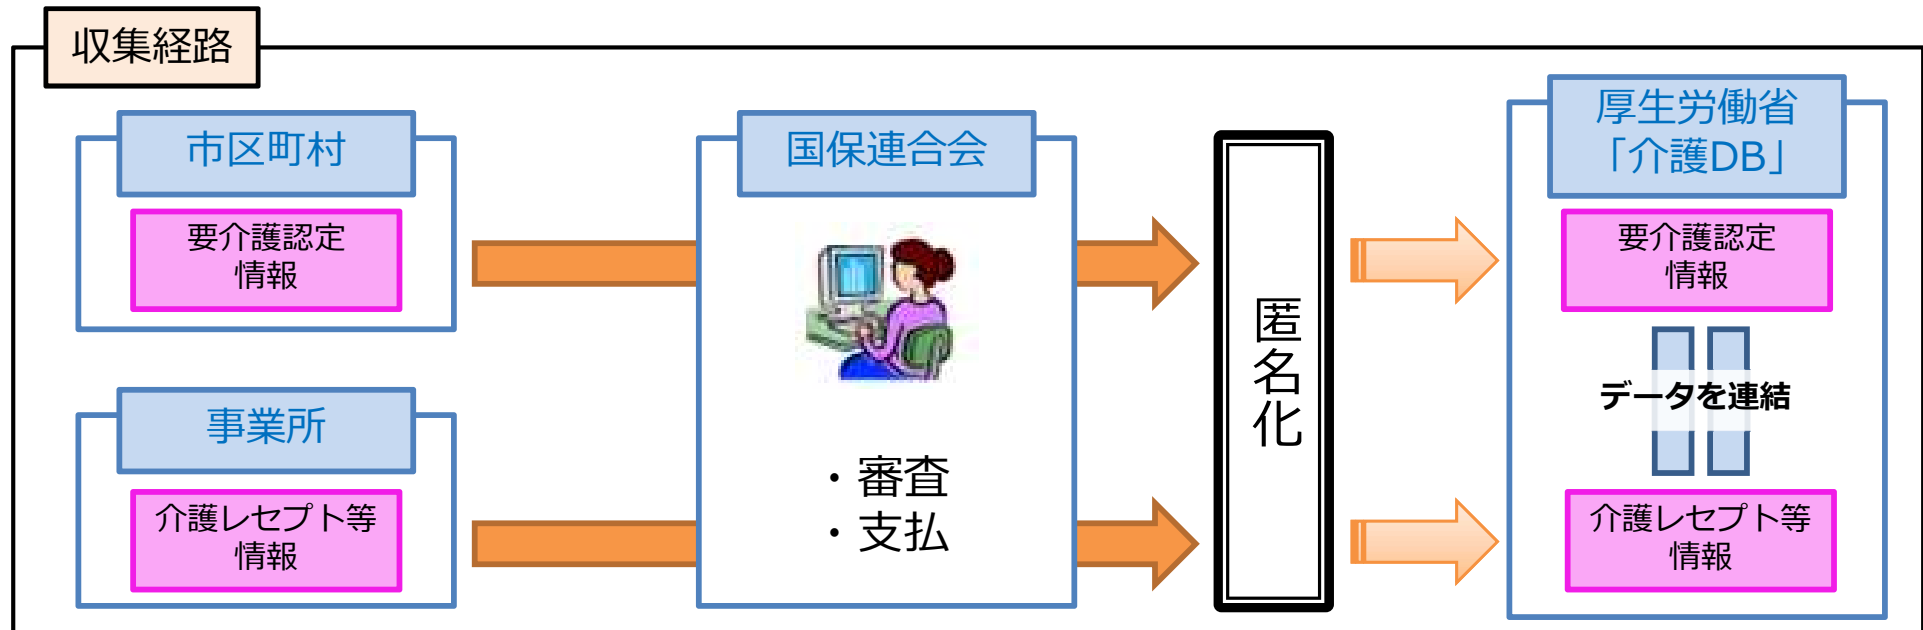 収集経路
市区町村
要介護認定
情報
事業所
介護レセプト等
情報
国保連合会
・審査
・支払
匿名化
厚生労働省
「介護DB」
要介護認定
情報
データを連結
介護レセプト等
情報